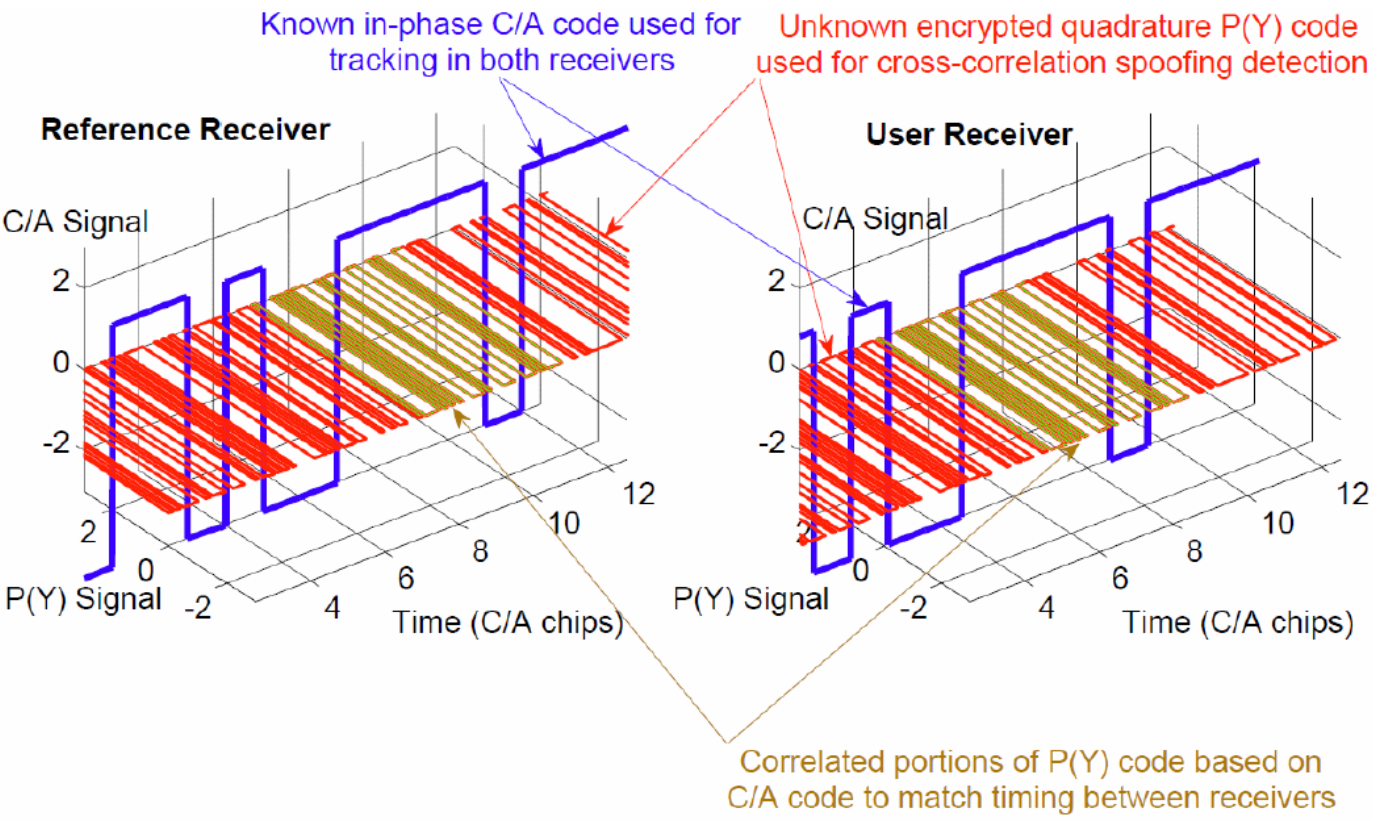 Known in-phase C/A code used for
tracking in both receivers
Unknown encrypted quadrature P(Y) code
used for cross-correlation spoofing detection
Reference Receiver
C/A Signal
2
0
-2
2
0
-2
P(Y) Signal
4
6
8
10
12
Time (C/A chips)
User Receiver
C/A Signal
2
0
-2
2
0
-2
P(Y) Signal
4
6
8
10
12
Time (C/A chips)
Correlated portions of P(Y) code based on
C/A code to match timing between receivers